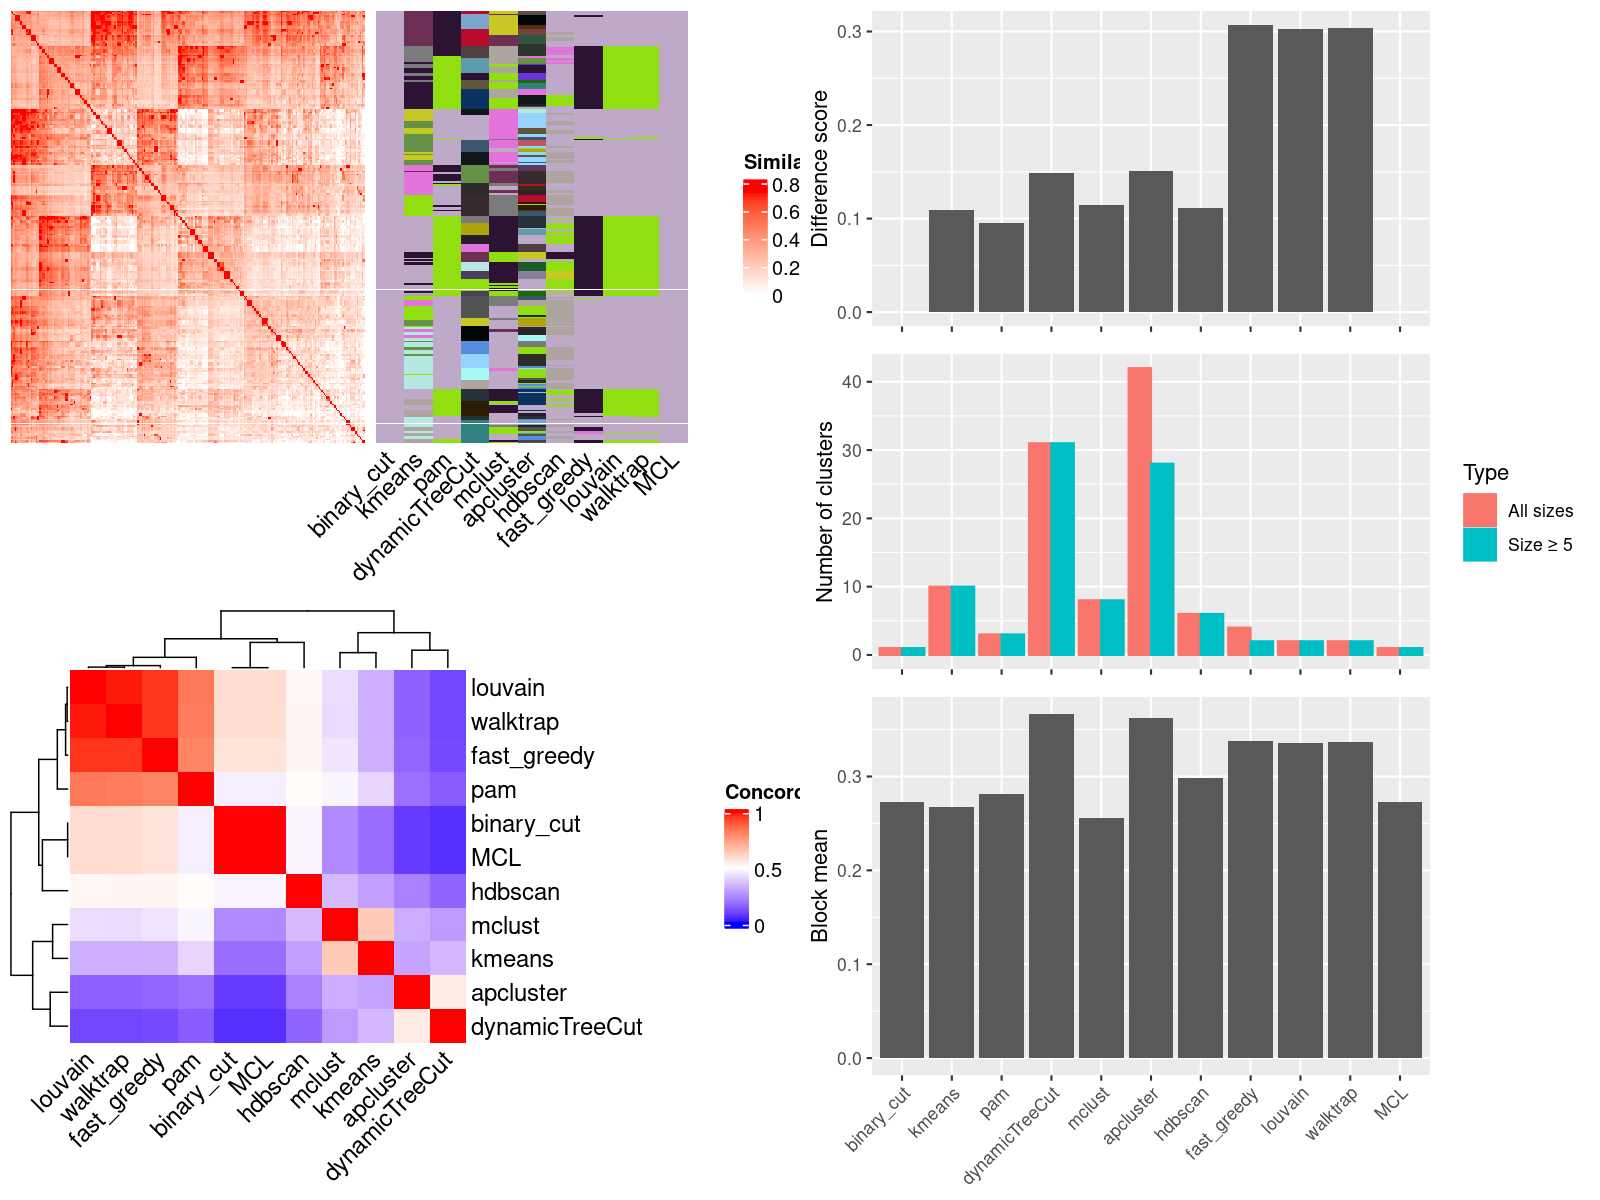 Simila
0.8
0.6
0.4
0.2
0
binary_cut
kmeans
pam
dynamicTreeCut
mclust
apcluster
hdbscan
fast_greedy
louvain
walktrap
MCL
louvain
walktrap
fast_greedy
pam
binary_cut
MCL
hdbscan
mclust
kmeans
apcluster
dynamicTreeCut
louvain
walktrap
fast_greedy
pam
binary_cut
MCL
hdbscan
mclust
kmeans
apcluster
dynamicTreeCut
Concord
1
0.5
0
Difference score
0.3
0.2
0.1
0.0
Number of clusters
40
30
20
10
0
Type
All sizes
Size ≥ 5
Block mean
0.3
0.2
0.1
0.0
binary_cut
kmeans
pam
dynamicTreeCut
mclust
apcluster
hdbscan
fast_greedy
louvain
walktrap
MCL